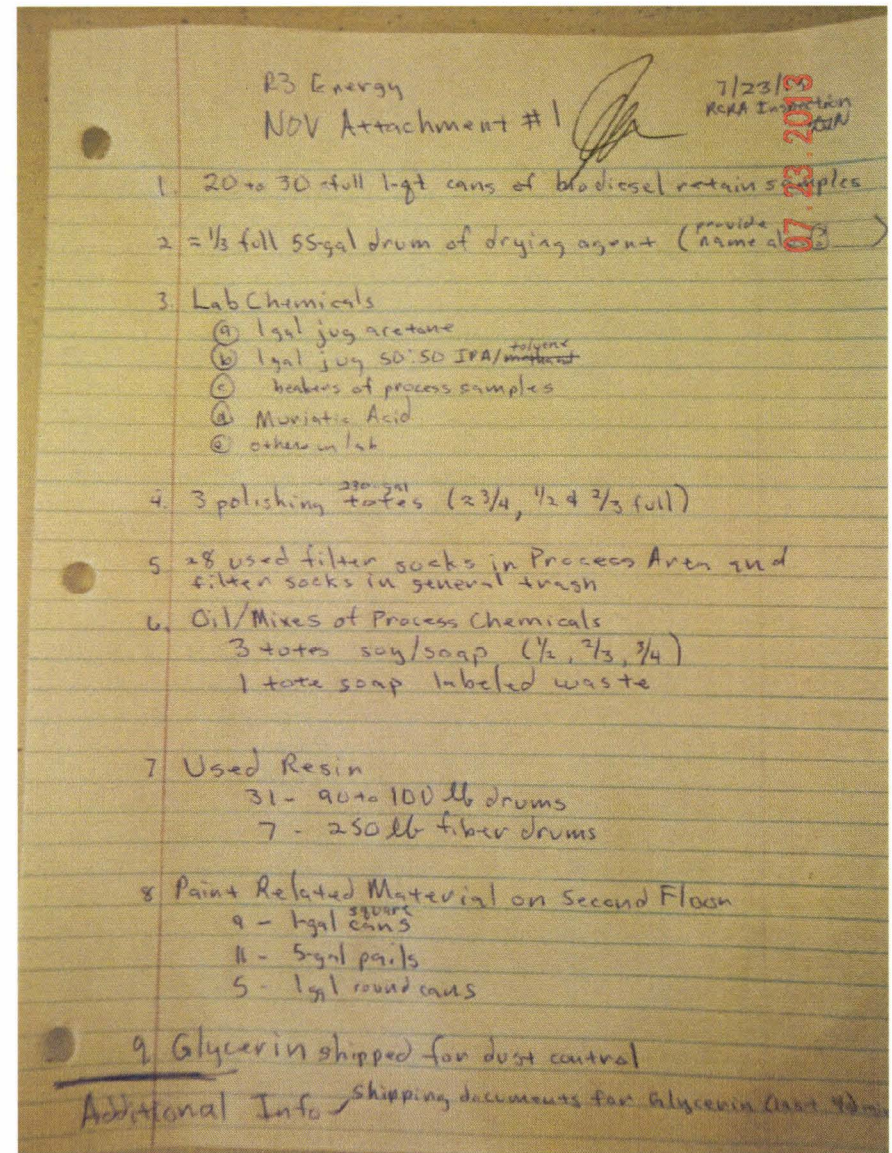 R3 Energy
NOV Attachment #1
7/23/13
RCRA Inspection
07.23.2013
1. 20 to 30 full 1-qt cans of biodiesel retain samples
2 ≈ 1/3 full 55-gal drum of drying agent (provide name
3. Lab Chemicals
(a) 1 gal jug acetone
(b) 1 gal jug 50:50 IPA/methanol toluene
(c) beakers of process samples
(d) Muriatic Acid
(e) others in lab
4. 3 polishing 230-gal totes (≈ 3/4, 1/2 & 2/3 full)
5 ≈8 used filter socks in Process Area and
filter socks in general trash
6. Oil/Mixes of Process Chemicals
3 totes soy/soap (1/2, 2/3, 3/4)
1 tote soap labeled waste
7 Used Resin
31 - 90 to 100 lb drums
7 - 250 lb fiber drums
8 Paint Related Material on Second Floor
9 - 1-gal square cans
11 - 5-gal pails
5 - 1 gal round cans
9 Glycerin shipped for dust control
Additional Info - Shipping documents for Glycerin (last